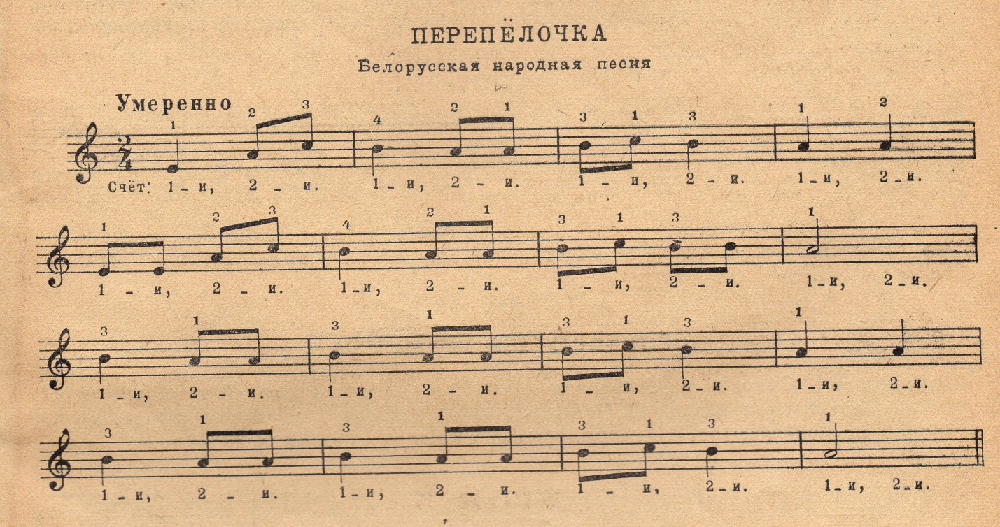 ПЕРЕПЁЛОЧКА
Белорусская народная песня
Умеренно
1 2 3 4 2 1 3 1 3 1 2
2
4
Счёт: 1 - и, 2 - и. 1 - и, 2 - и. 1 - и, 2 - и. 1 - и, 2 - и.
1 2 3 4 2 1 3 1 3 1
1 - и, 2 - и. 1 - и, 2 - и. 1 - и, 2 - и. 1 - и, 2 - и.
3 1 3 1 3 1 3 1
1 - и, 2 - и. 1 - и, 2 - и. 1 - и, 2 - и. 1 - и, 2 - и.
3 1 3 1 3 1 3 1
1 - и, 2 - и. 1 - и, 2 - и. 1 - и, 2 - и. 1 - и, 2 - и.